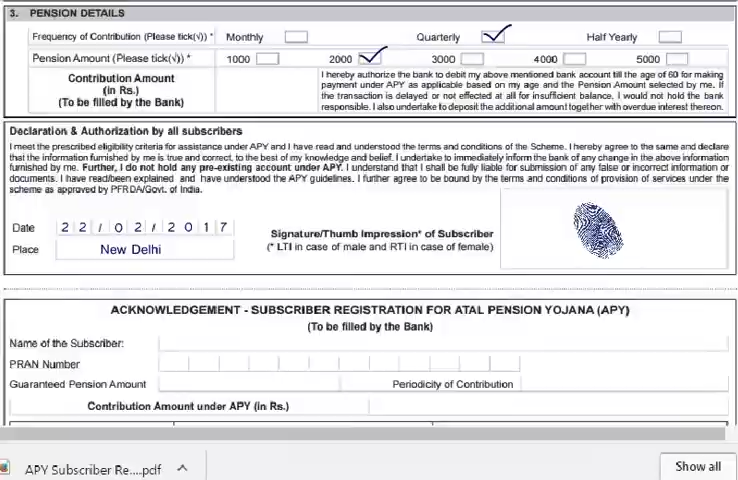 3. PENSION DETAILS
Frequency of Contribution (Please tick(√)) * Monthly Quarterly Half Yearly
Pension Amount (Please tick(√)) * 1000 2000 3000 4000 5000
Contribution Amount
(in Rs.)
(To be filled by the Bank)
I hereby authorize the bank to debit my above mentioned bank account till the age of 60 for making
payment under APY as applicable based on my age and the Pension Amount selected by me. If
the transaction is delayed or not effected at all for insufficient balance, I would not hold the bank
responsible. I also undertake to deposit the additional amount together with overdue interest thereon.
Declaration & Authorization by all subscribers
I meet the prescribed eligibility criteria for assistance under APY and I have read and understood the terms and conditions of the Scheme. I hereby agree to the same and declare
that the information furnished by me is true and correct, to the best of my knowledge and belief. I undertake to immediately inform the bank of any change in the above information
furnished by me. Further, I do not hold any pre-existing account under APY. I understand that I shall be fully liable for submission of any false or incorrect information or
documents. I have read/been explained and have understood the APY guidelines. I further agree to be bound by the terms and conditions of provision of services under the
scheme as approved by PFRDA/Govt. of India.
Date 22/02/2017
Place New Delhi
Signature/Thumb Impression* of Subscriber
(* LTI in case of male and RTI in case of female)
ACKNOWLEDGEMENT - SUBSCRIBER REGISTRATION FOR ATAL PENSION YOJANA (APY)
(To be filled by the Bank)
Name of the Subscriber:
PRAN Number
Guaranteed Pension Amount Periodicity of Contribution
Contribution Amount under APY (in Rs.)
APY Subscriber Re....pdf Show all